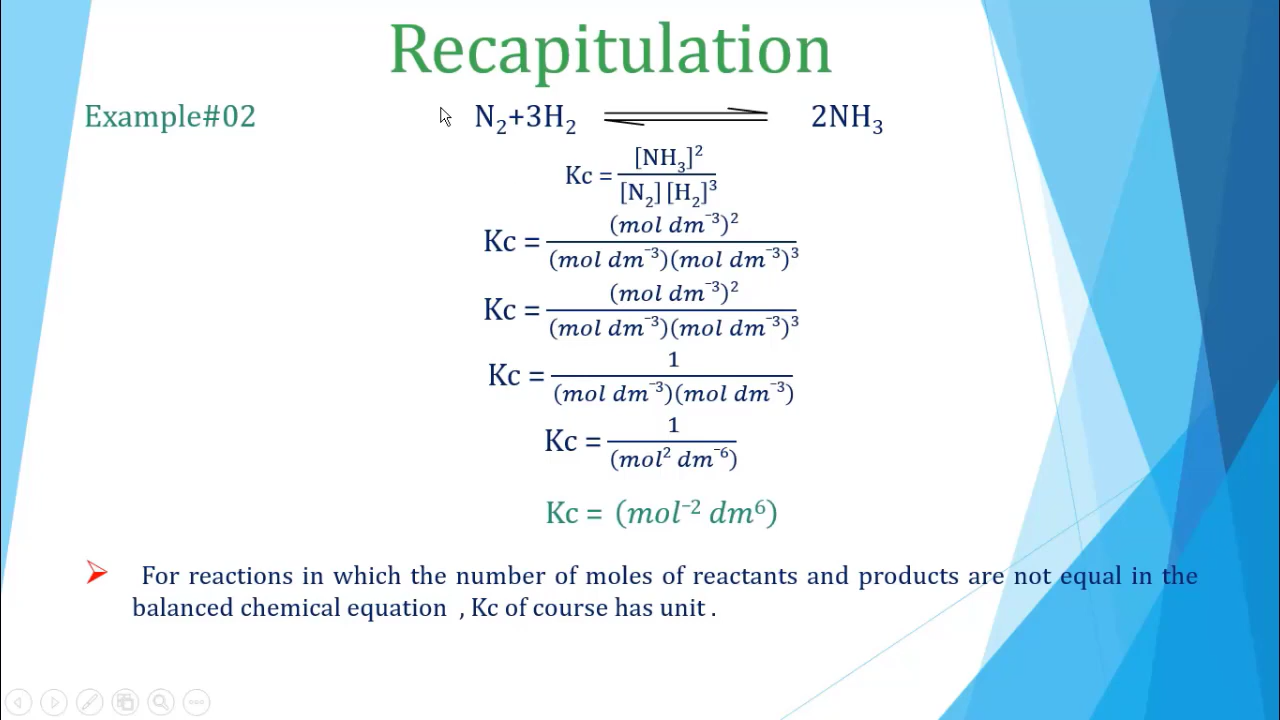 Recapitulation
Example#02 N₂+3H₂ ⇌ 2NH₃
Kc = [NH₃]² / [N₂] [H₂]³
Kc = (mol dm⁻³)² / (mol dm⁻³)(mol dm⁻³)³
Kc = (mol dm⁻³)² / (mol dm⁻³)(mol dm⁻³)³
Kc = 1 / (mol dm⁻³)(mol dm⁻³)
Kc = 1 / (mol² dm⁻⁶)
Kc = (mol⁻² dm⁶)
For reactions in which the number of moles of reactants and products are not equal in the
balanced chemical equation , Kc of course has unit .